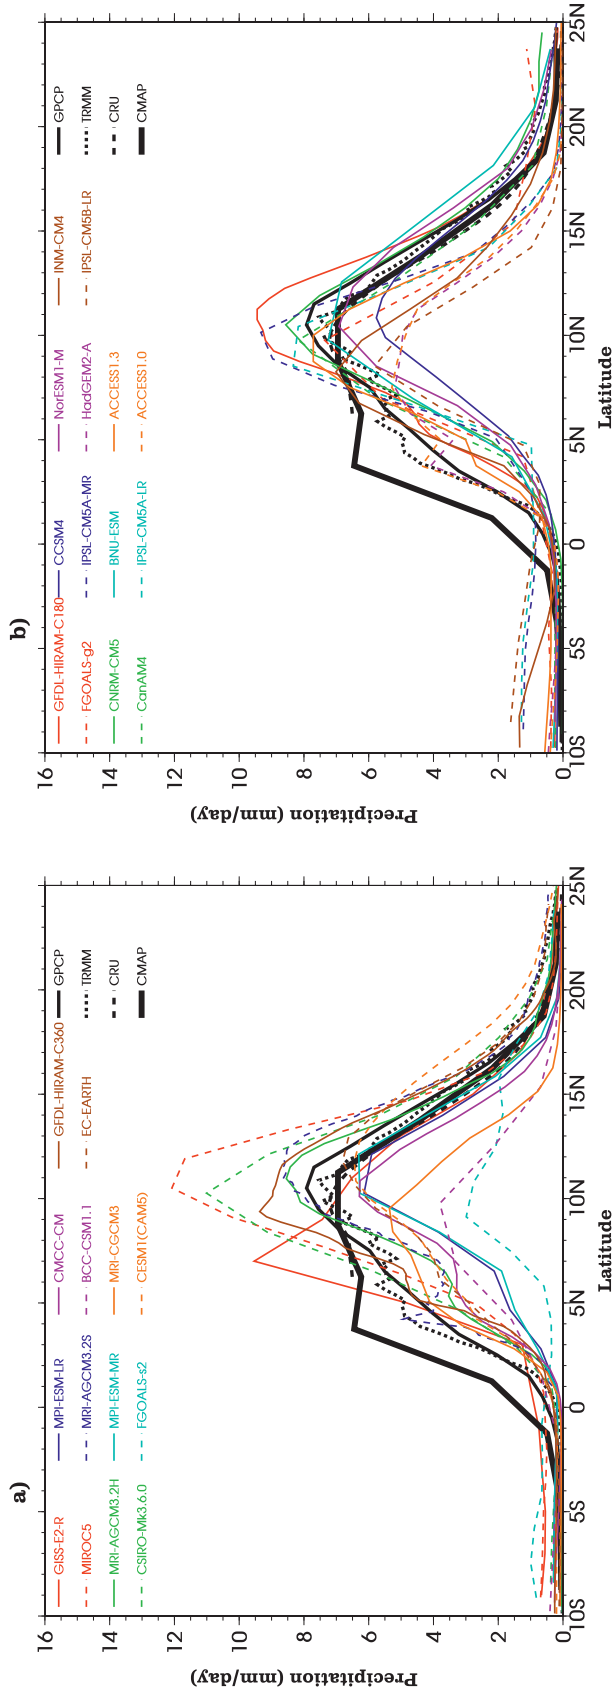 a)
Precipitation (mm/day)
16
14
12
10
8
6
4
2
0
GISS-E2-R
MPI-ESM-LR
CMCC-CM
GFDL-HIRAM-C360
GPCP
MIROC5
MRI-AGCM3.2S
BCC-CSM1.1
EC-EARTH
TRMM
MRI-AGCM3.2H
MPI-ESM-MR
MRI-CGCM3
CRU
CSIRO-Mk3.6.0
FGOALS-s2
CESM1(CAM5)
CMAP
10S
5S
0
5N
10N
15N
20N
25N
Latitude
b)
Precipitation (mm/day)
16
14
12
10
8
6
4
2
0
GFDL-HIRAM-C180
CCSM4
NorESM1-M
INM-CM4
GPCP
FGOALS-g2
IPSL-CM5A-MR
HadGEM2-A
IPSL-CM5B-LR
TRMM
CNRM-CM5
BNU-ESM
ACCESS1.3
CRU
CanAM4
IPSL-CM5A-LR
ACCESS1.0
CMAP
10S
5S
0
5N
10N
15N
20N
25N
Latitude